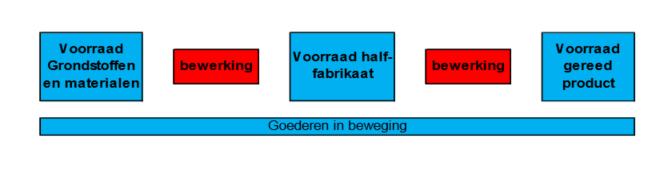 Voorraad
Grondstoffen
en materialen
bewerking
Voorraad half-
fabrikaat
bewerking
Voorraad
gereed
product
Goederen in beweging